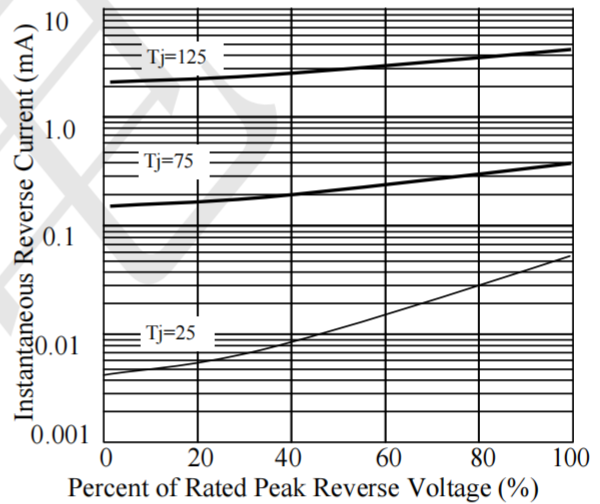 Instantaneous Reverse Current (mA)
10
1.0
0.1
0.01
0.001
Tj=125
Tj=75
Tj=25
0 20 40 60 80 100
Percent of Rated Peak Reverse Voltage (%)